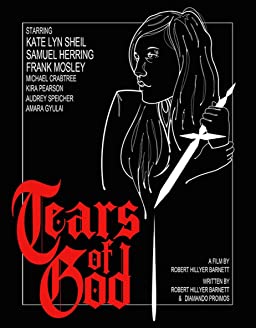 STARRING
KATE LYN SHEIL
SAMUEL HERRING
FRANK MOSLEY
MICHAEL CRABTREE
KIRA PEARSON
AUDREY SPEICHER
AMARA GYULAI
Tears
of
God
A FILM BY
ROBERT HILLYER BARNETT
WRITTEN BY
ROBERT HILLYER BARNETT
& DIAMANDO PROIMOS